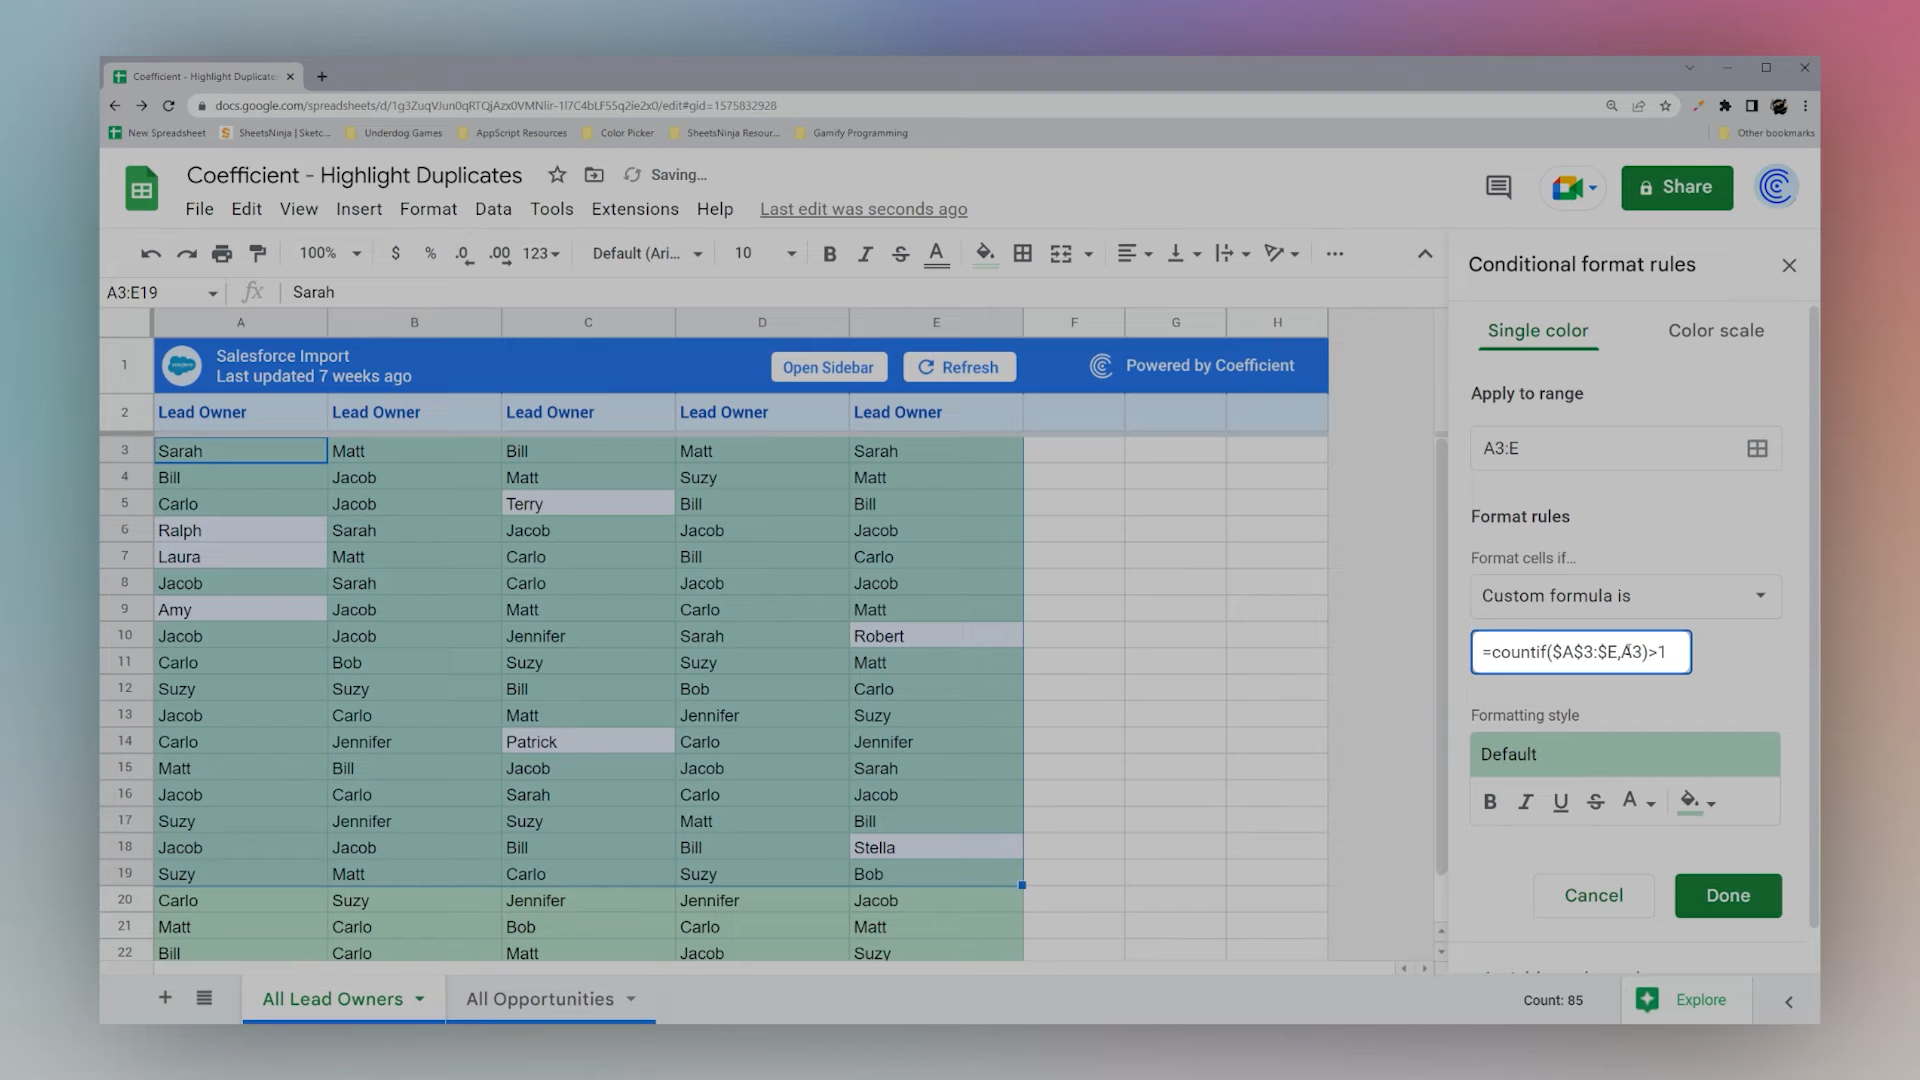 Coefficient - Highlight Duplicate
docs.google.com/spreadsheets/d/1g3ZuqVJun0qRTQjAzx0VMNlir-1l7C4bLF55q2ie2x0/edit#gid=1575832928
New Spreadsheet SheetsNinja | Sketc... Underdog Games AppScript Resources Color Picker SheetsNinja Resour... Gamify Programming Other bookmarks
Coefficient - Highlight Duplicates Saving...
Share
File Edit View Insert Format Data Tools Extensions Help Last edit was seconds ago
100% $ % .0 .00 123 Default (Ari... 10 B I S A
A3:E19 fx Sarah
A B C D E F G H
1 Salesforce Import
Last updated 7 weeks ago
Open Sidebar Refresh Powered by Coefficient
2 Lead Owner Lead Owner Lead Owner Lead Owner Lead Owner
3 Sarah Matt Bill Matt Sarah
4 Bill Jacob Matt Suzy Matt
5 Carlo Jacob Terry Bill Bill
6 Ralph Sarah Jacob Jacob Jacob
7 Laura Matt Carlo Bill Carlo
8 Jacob Sarah Carlo Jacob Jacob
9 Amy Jacob Matt Carlo Matt
10 Jacob Jacob Jennifer Sarah Robert
11 Carlo Bob Suzy Suzy Matt
12 Suzy Suzy Bill Bob Carlo
13 Jacob Carlo Matt Jennifer Suzy
14 Carlo Jennifer Patrick Carlo Jennifer
15 Matt Bill Jacob Jacob Sarah
16 Jacob Carlo Sarah Carlo Jacob
17 Suzy Jennifer Suzy Matt Bill
18 Jacob Jacob Bill Bill Stella
19 Suzy Matt Carlo Suzy Bob
20 Carlo Suzy Jennifer Jennifer Jacob
21 Matt Carlo Bob Carlo Matt
22 Bill Carlo Matt Jacob Suzy
All Lead Owners All Opportunities Count: 85 Explore
Conditional format rules
Single color Color scale
Apply to range
A3:E
Format rules
Format cells if...
Custom formula is
=countif($A$3:$E,A3)>1
Formatting style
Default
B I U S A
Cancel Done